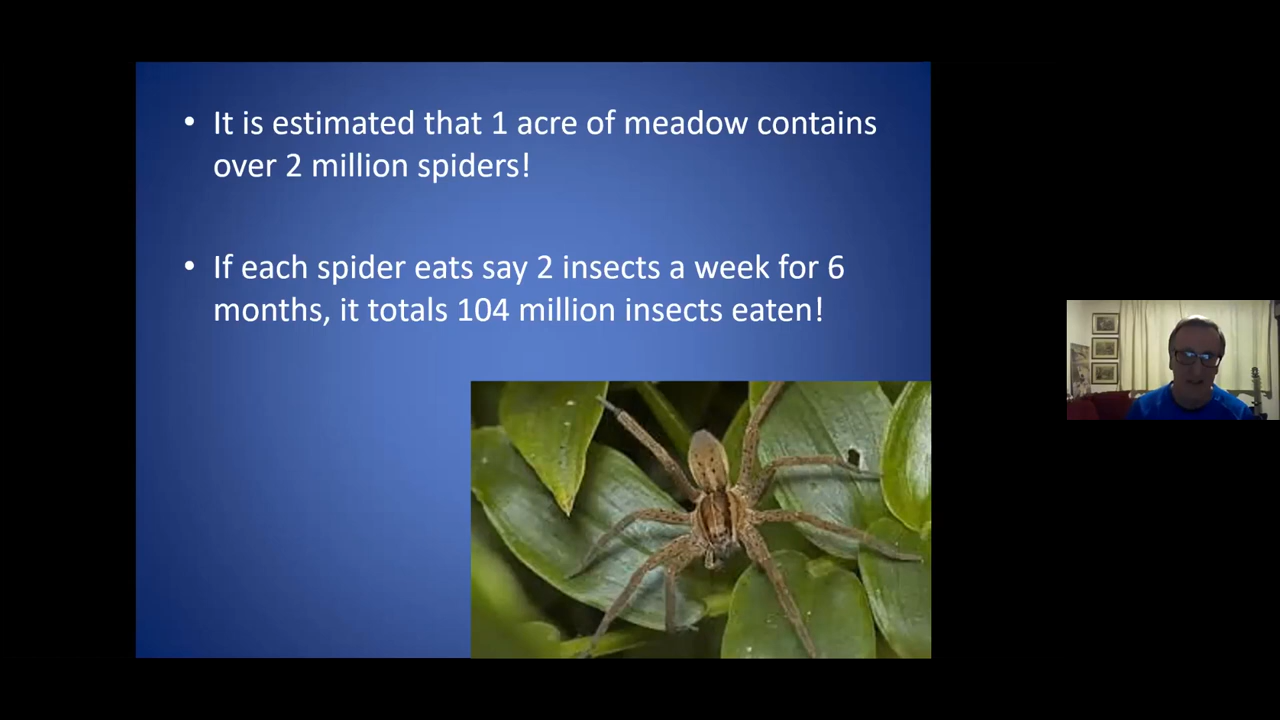 • It is estimated that 1 acre of meadow contains
over 2 million spiders!
• If each spider eats say 2 insects a week for 6
months, it totals 104 million insects eaten!